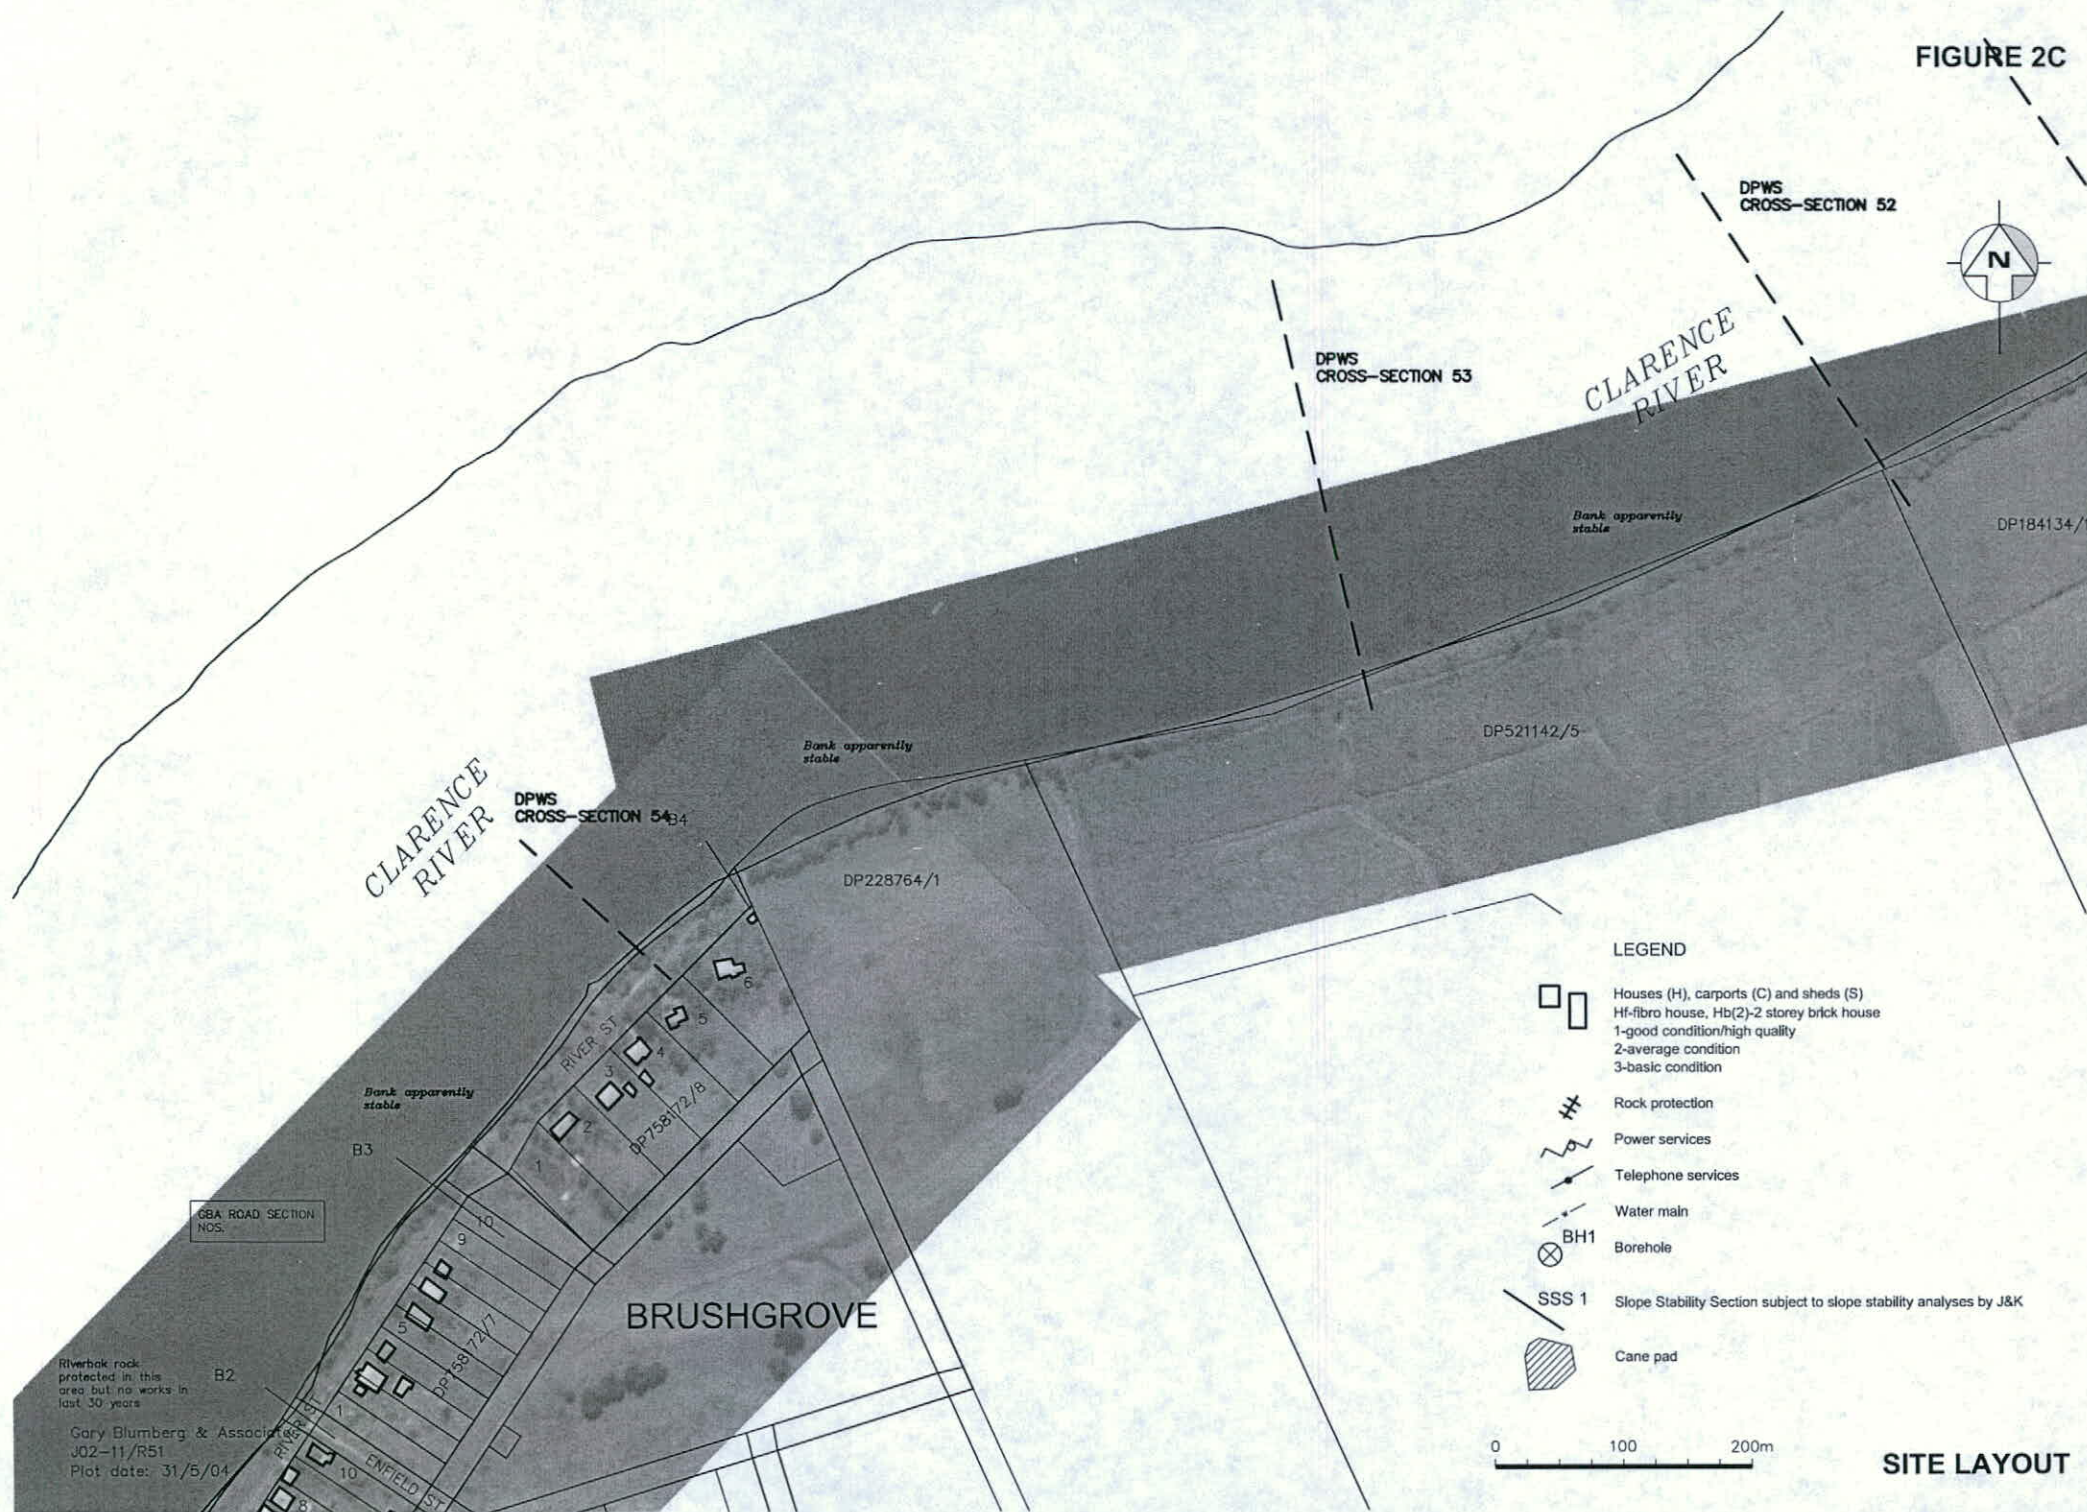 FIGURE 2C
DPWS
CROSS-SECTION 52
N
CLARENCE
RIVER
DPWS
CROSS-SECTION 53
Bank apparently
stable
DP184134/1
DP521142/5
Bank apparently
stable
CLARENCE
RIVER
DPWS
CROSS-SECTION 54
B4
DP228764/1
6
5
RIVER ST
4
3
2
1
DP758172/8
Bank apparently
stable
B3
GBA ROAD SECTION
NOS.
10
9
5
1
DP758172/7
BRUSHGROVE
B2
Riverbak rock
protected in this
area but no works in
last 30 years
RIVER ST
Gary Blumberg & Associates
J02-11/R51
Plot date: 31/5/04
10
8
ENFIELD ST
LEGEND
Houses (H), carports (C) and sheds (S)
Hf-fibro house, Hb(2)-2 storey brick house
1-good condition/high quality
2-average condition
3-basic condition
Rock protection
Power services
Telephone services
Water main
BH1
Borehole
SSS 1
Slope Stability Section subject to slope stability analyses by J&K
Cane pad
0 100 200m
SITE LAYOUT